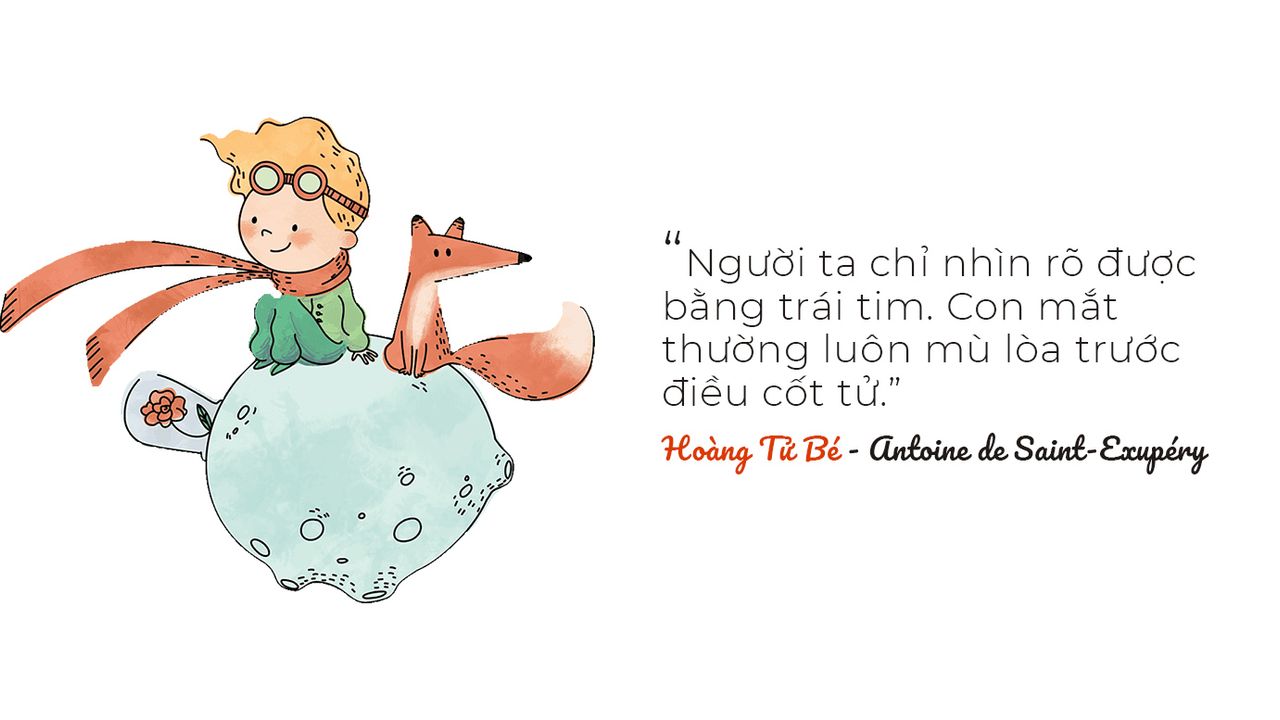 “Người ta chỉ nhìn rõ được
bằng trái tim. Con mắt
thường luôn mù lòa trước
điều cốt tử.”
Hoàng Tử Bé - Antoine de Saint-Exupéry